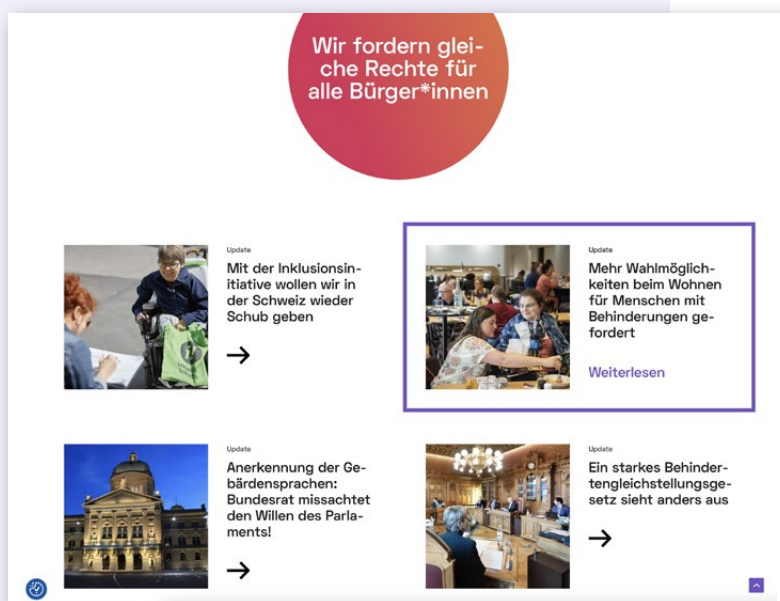 Wir fordern glei-
che Rechte für
alle Bürger*innen
Update
Mit der Inklusionsin-
itiative wollen wir in
der Schweiz wieder
Schub geben
Update
Mehr Wahlmöglich-
keiten beim Wohnen
für Menschen mit
Behinderungen ge-
fordert
Weiterlesen
Update
Anerkennung der Ge-
bärdensprachen:
Bundesrat missachtet
den Willen des Parla-
ments!
Update
Ein starkes Behinder-
tengleichstellungsge-
setz sieht anders aus